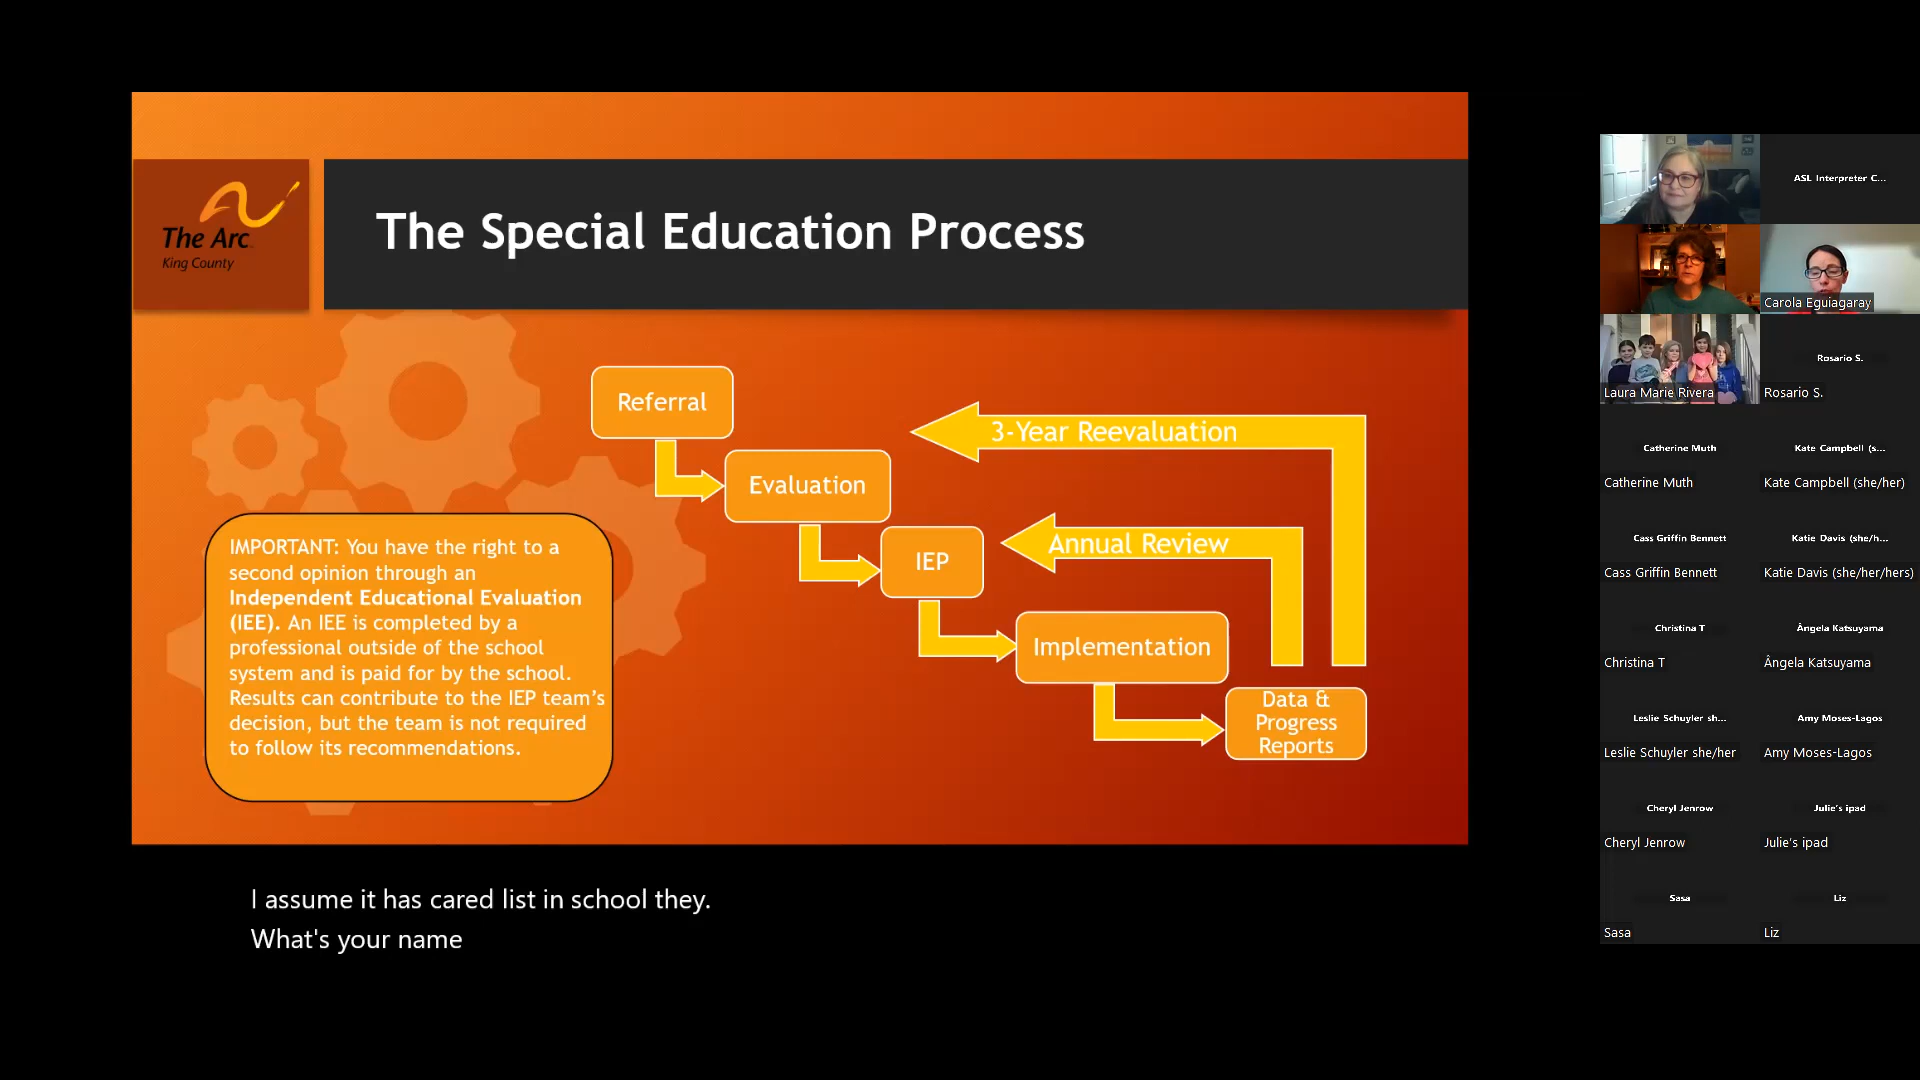 The Arc
King County
The Special Education Process
Referral
3-Year Reevaluation
Evaluation
IMPORTANT: You have the right to a
second opinion through an
Independent Educational Evaluation
(IEE). An IEE is completed by a
professional outside of the school
system and is paid for by the school.
Results can contribute to the IEP team's
decision, but the team is not required
to follow its recommendations.
IEP
Annual Review
Implementation
Data &
Progress
Reports
I assume it has cared list in school they.
What's your name
ASL Interpreter C...
Carola Eguiagaray
Laura Marie Rivera
Rosario S.
Rosario S.
Catherine Muth
Catherine Muth
Kate Campbell (s...
Kate Campbell (she/her)
Cass Griffin Bennett
Cass Griffin Bennett
Katie Davis (she/h...
Katie Davis (she/her/hers)
Christina T
Christina T
Ângela Katsuyama
Ângela Katsuyama
Leslie Schuyler sh...
Leslie Schuyler she/her
Amy Moses-Lagos
Amy Moses-Lagos
Cheryl Jenrow
Cheryl Jenrow
Julie's ipad
Julie's ipad
Sasa
Sasa
Liz
Liz